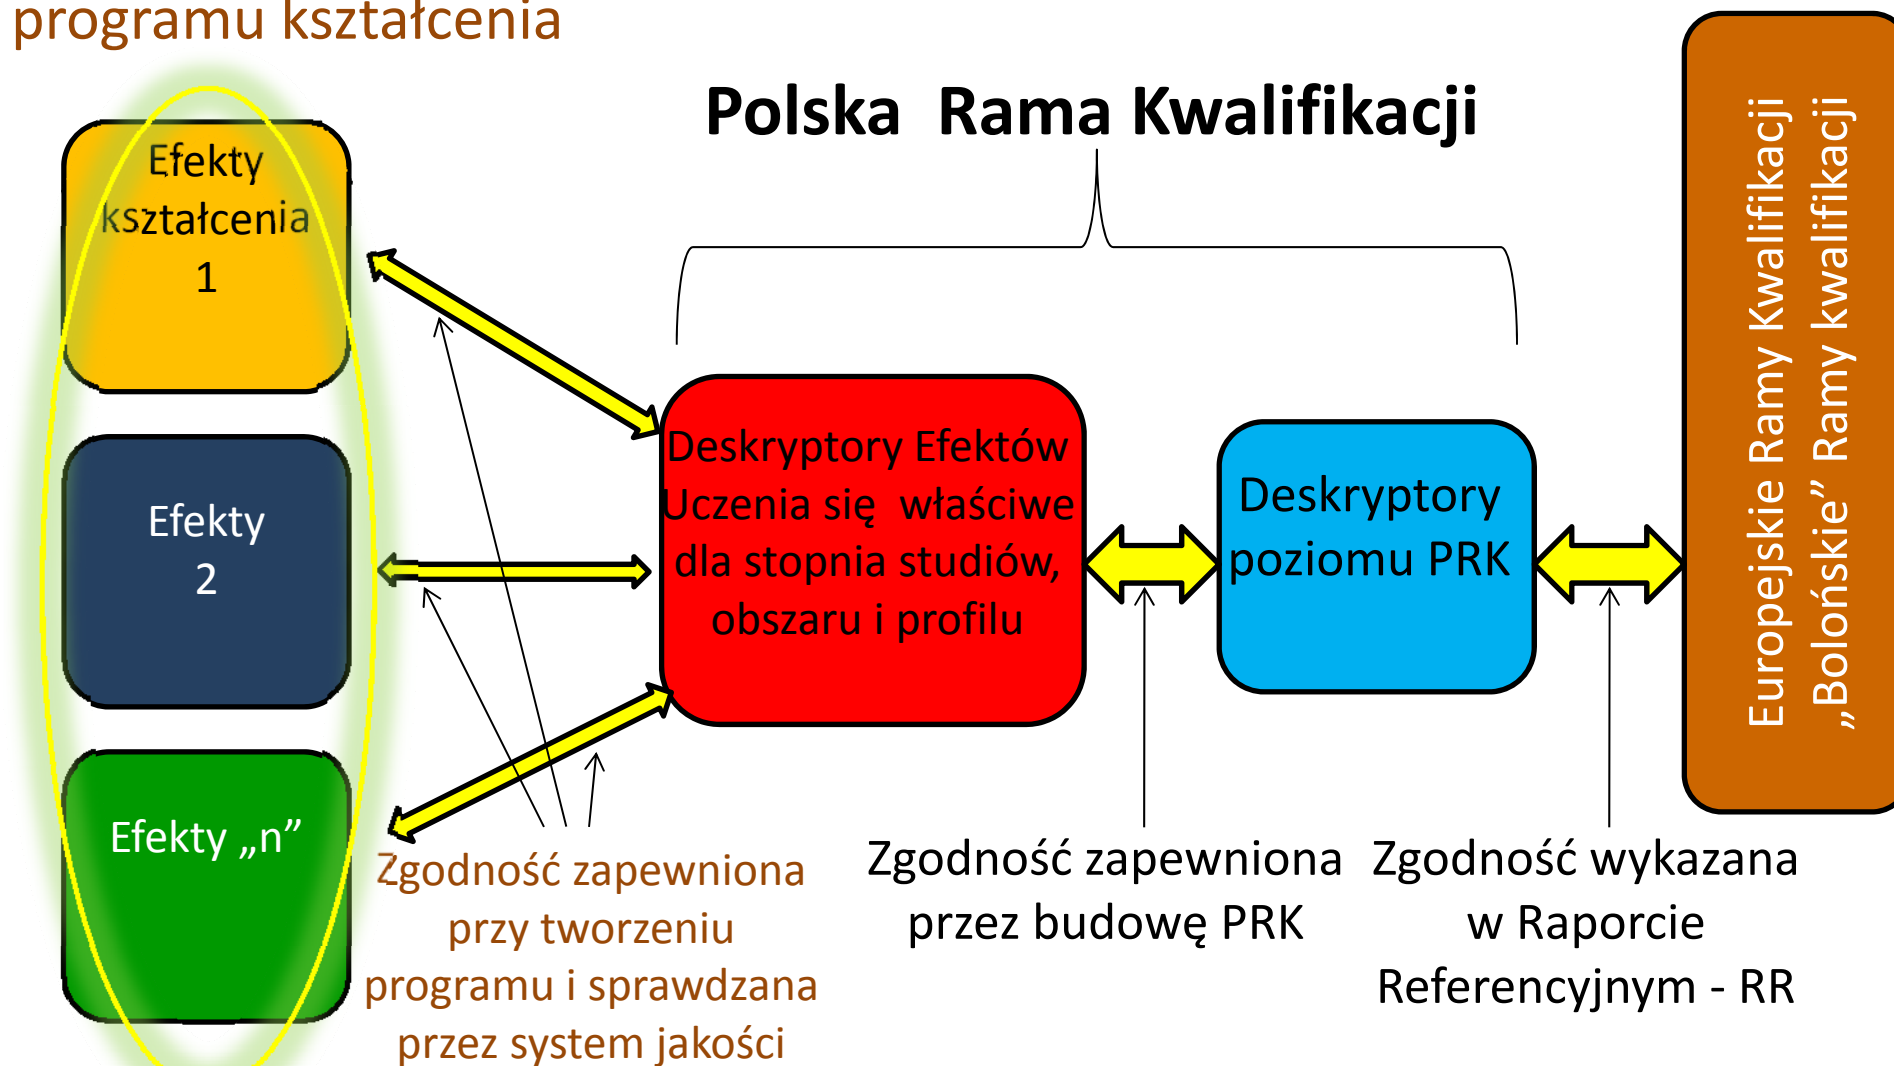 programu kształcenia
Polska Rama Kwalifikacji
Efekty
kształcenia
1
Efekty
2
Efekty „n”
Deskryptory Efektów
Uczenia się właściwe
dla stopnia studiów,
obszaru i profilu
Deskryptory
poziomu PRK
Europejskie Ramy Kwalifikacji
„Bolońskie” Ramy kwalifikacji
Zgodność zapewniona
przy tworzeniu
programu i sprawdzana
przez system jakości
Zgodność zapewniona
przez budowę PRK
Zgodność wykazana
w Raporcie
Referencyjnym - RR